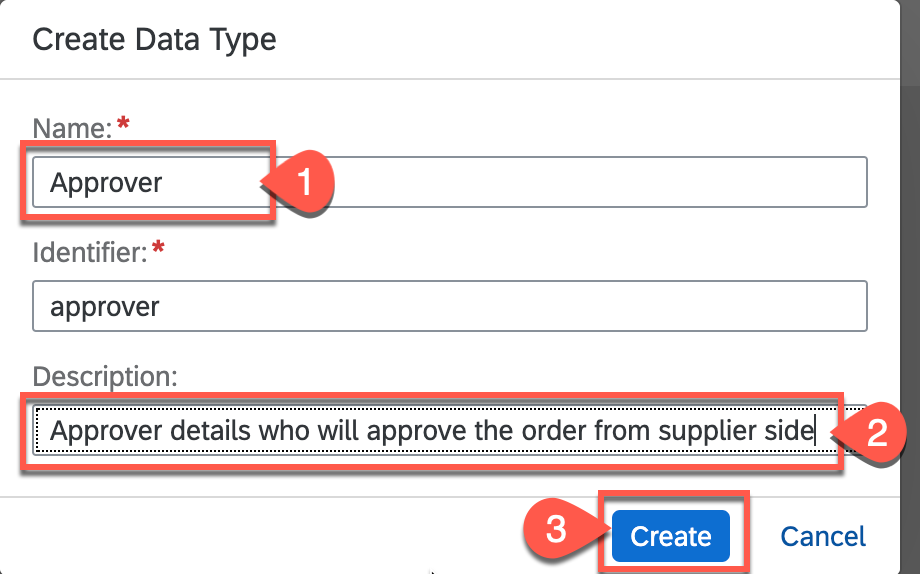 Create Data Type
Name: *
Approver
1
Identifier: *
approver
Description:
Approver details who will approve the order from supplier side
2
3
Create
Cancel